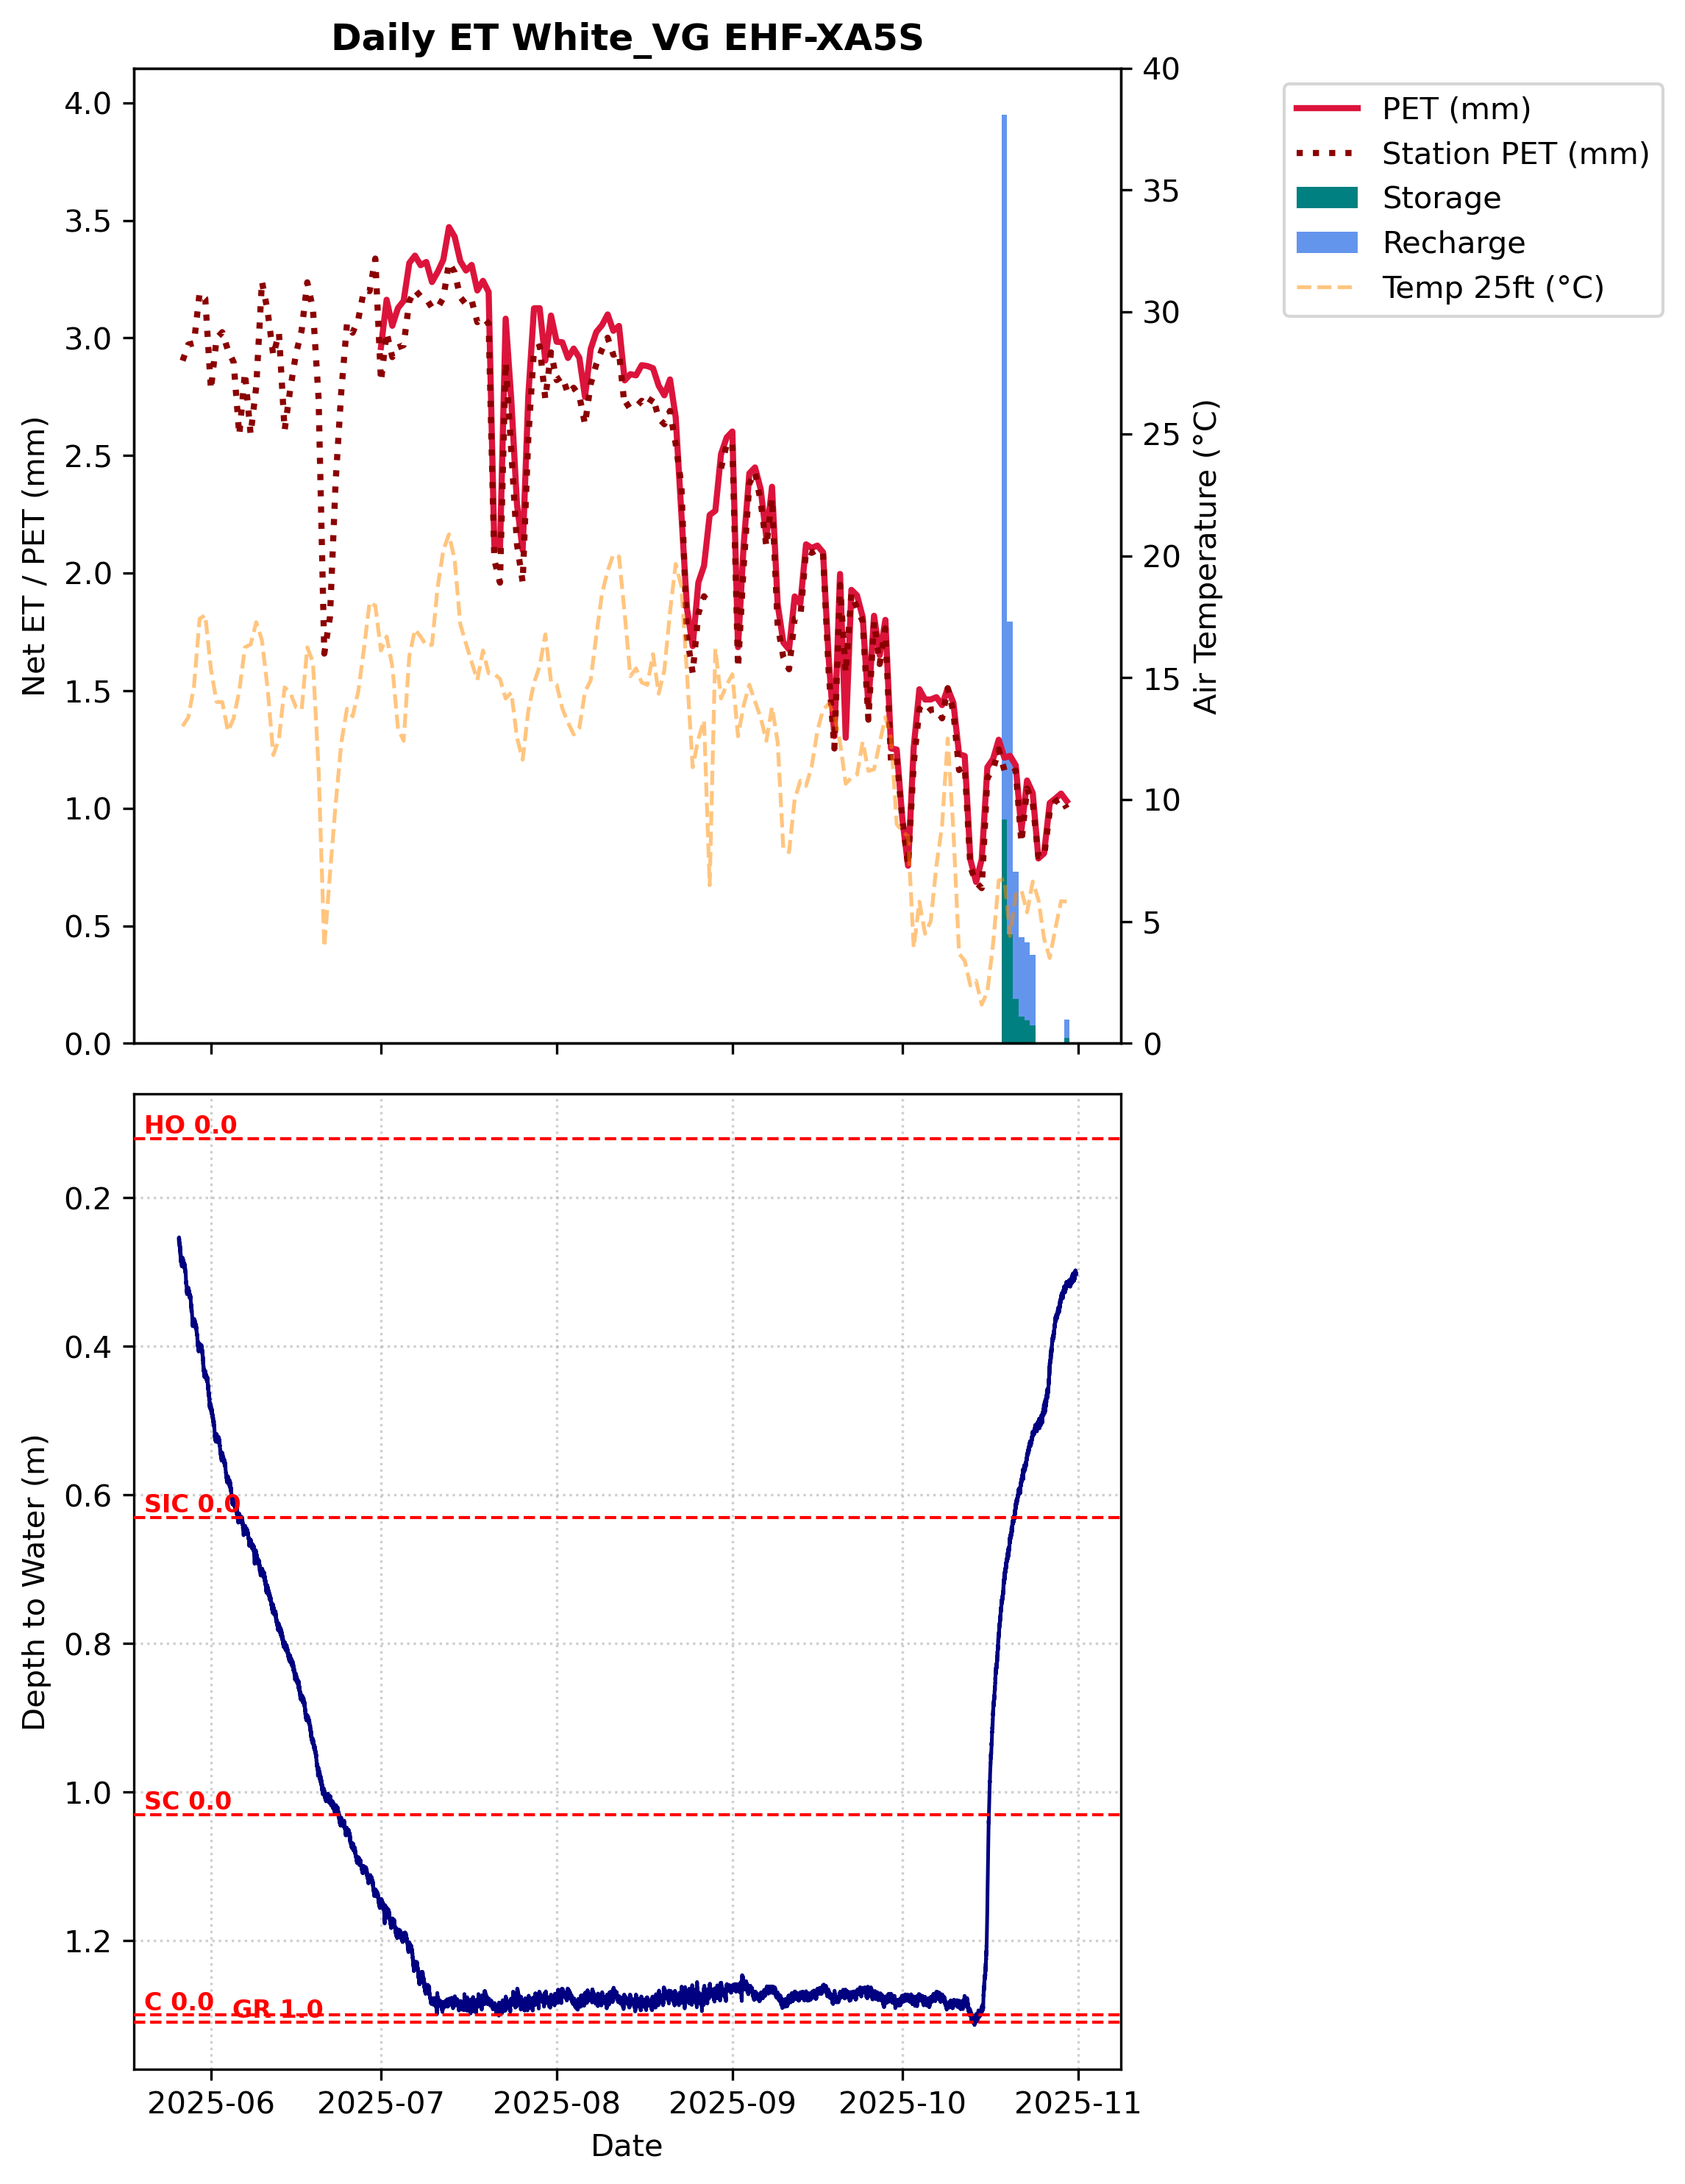 Daily ET White_VG EHF-XA5S
Net ET / PET (mm)
4.0
3.5
3.0
2.5
2.0
1.5
1.0
0.5
0.0
40
35
30
25
20
15
10
5
0
Air Temperature (°C)
PET (mm)
Station PET (mm)
Storage
Recharge
Temp 25ft (°C)
Depth to Water (m)
0.2
0.4
0.6
0.8
1.0
1.2
HO 0.0
SIC 0.0
SC 0.0
C 0.0
GR 1.0
2025-06
2025-07
2025-08
2025-09
2025-10
2025-11
Date